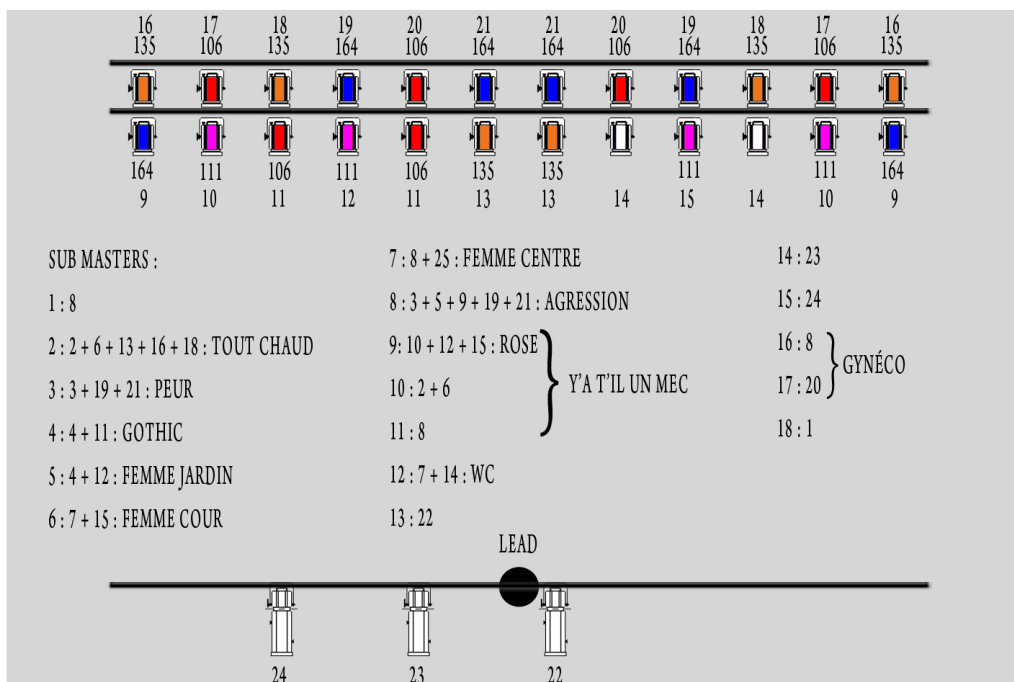 16 17 18 19 20 21 21 20 19 18 17 16
135 106 135 164 106 164 164 106 164 135 106 135
164 111 106 111 106 135 135 111 111 164
9 10 11 12 11 13 13 14 15 14 10 9
SUB MASTERS :
1 : 8
2 : 2 + 6 + 13 + 16 + 18 : TOUT CHAUD
3 : 3 + 19 + 21 : PEUR
4 : 4 + 11 : GOTHIC
5 : 4 + 12 : FEMME JARDIN
6 : 7 + 15 : FEMME COUR
7 : 8 + 25 : FEMME CENTRE
8 : 3 + 5 + 9 + 19 + 21 : AGRESSION
9: 10 + 12 + 15 : ROSE
10 : 2 + 6
11 : 8
Y'A T'IL UN MEC
12 : 7 + 14 : WC
13 : 22
14 : 23
15 : 24
16 : 8
17 : 20
GYNÉCO
18 : 1
LEAD
24 23 22